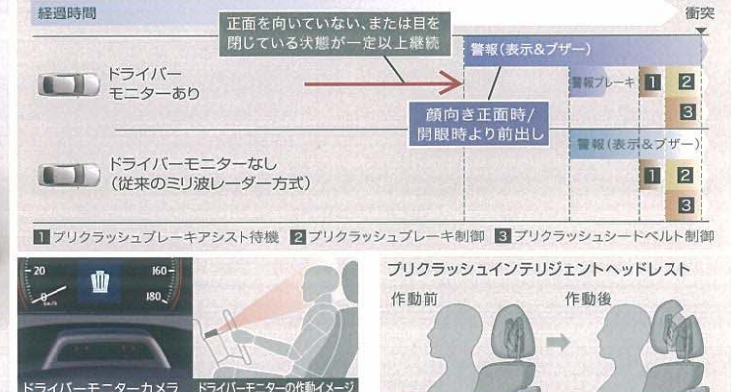 経過時間
衝突
正面を向いていない、または目を
閉じている状態が一定以上継続
警報(表示&ブザー)
ドライバー
モニターあり
警報ブレーキ
1
2
3
顔向き正面時/
開眼時より前出し
警報(表示&ブザー)
ドライバーモニターなし
(従来のミリ波レーダー方式)
1
2
3
1 プリクラッシュブレーキアシスト待機 2 プリクラッシュブレーキ制御 3 プリクラッシュシートベルト制御
20
160
0
km/h
180
ドライバーモニターカメラ
ドライバーモニターの作動イメージ
プリクラッシュインテリジェントヘッドレスト
作動前
作動後